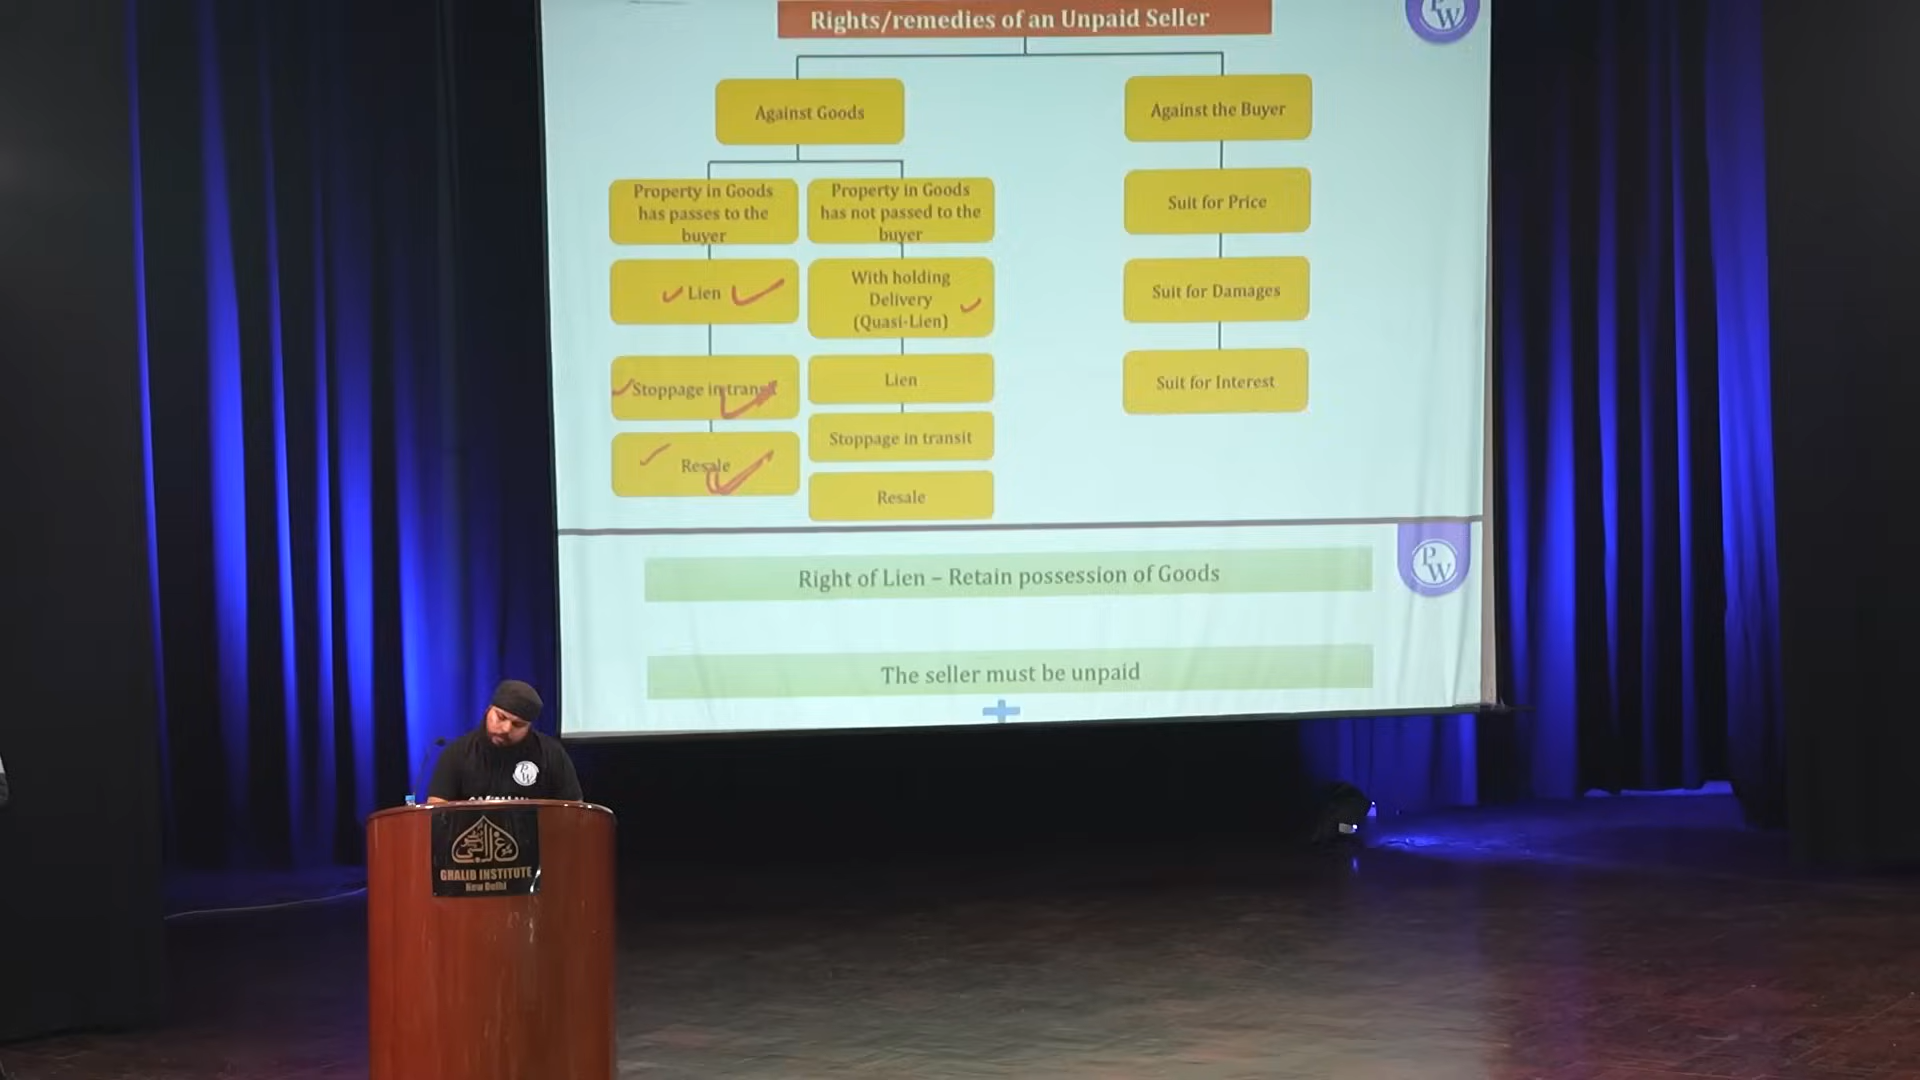 Rights/remedies of an Unpaid Seller
P
W
Against Goods
Against the Buyer
Property in Goods
has passes to the
buyer
Property in Goods
has not passed to the
buyer
Suit for Price
Lien
With holding
Delivery
(Quasi-Lien)
Suit for Damages
Stoppage in transit
Lien
Suit for Interest
Stoppage in transit
Resale
Resale
Right of Lien – Retain possession of Goods
P
W
The seller must be unpaid
P
W
GHALIB INSTITUTE
New Delhi